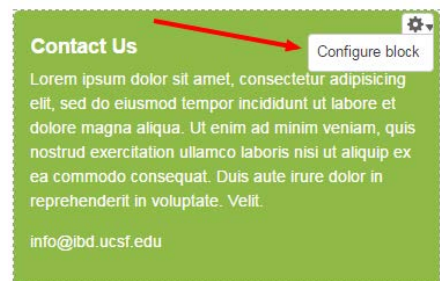 Contact Us
Configure block
Lorem ipsum dolor sit amet, consectetur adipisicing
elit, sed do eiusmod tempor incididunt ut labore et
dolore magna aliqua. Ut enim ad minim veniam, quis
nostrud exercitation ullamco laboris nisi ut aliquip ex
ea commodo consequat. Duis aute irure dolor in
reprehenderit in voluptate. Velit.
info@ibd.ucsf.edu